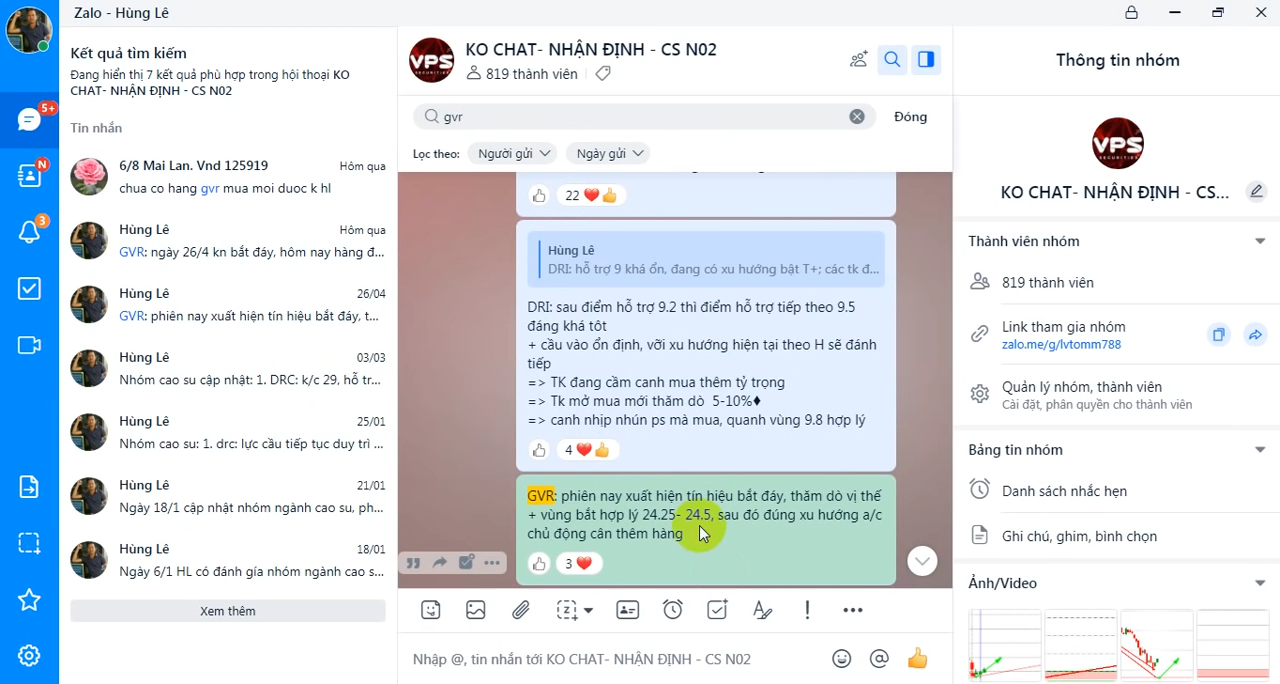 Zalo - Hùng Lê
5+
N
3
Kết quả tìm kiếm
Đang hiển thị 7 kết quả phù hợp trong hội thoại KO
CHAT- NHẬN ĐỊNH - CS N02
Tin nhắn
6/8 Mai Lan. Vnd 125919
Hôm qua
chua co hang gvr mua moi duoc k hl
Hùng Lê
Hôm qua
GVR: ngày 26/4 kn bắt đáy, hôm nay hàng đ...
Hùng Lê
26/04
GVR: phiên nay xuất hiện tín hiệu bắt đáy, t...
Hùng Lê
03/03
Nhóm cao su cập nhật: 1. DRC: k/c 29, hỗ tr...
Hùng Lê
25/01
Nhóm cao su: 1. drc: lực cầu tiếp tục duy trì ...
Hùng Lê
21/01
Ngày 18/1 cập nhật nhóm ngành cao su, ph...
Hùng Lê
18/01
Ngày 6/1 HL có đánh gía nhóm ngành cao s...
Xem thêm
VPS
SECURITIES
KO CHAT- NHẬN ĐỊNH - CS N02
819 thành viên
gvr
Đóng
Lọc theo:
Người gửi
Ngày gửi
22
Hùng Lê
DRI: hỗ trợ 9 khá ổn, đang có xu hướng bật T+; các tk đ...
DRI: sau điểm hỗ trợ 9.2 thì điểm hỗ trợ tiếp theo 9.5
đáng khá tôt
+ cầu vào ổn định, vỡi xu hướng hiện tại theo H sẽ đánh
tiếp
=> TK đang cầm canh mua thêm tỷ trọng
=> Tk mở mua mới thăm dò 5-10%♦
=> canh nhịp nhún ps mà mua, quanh vùng 9.8 hợp lý
4
GVR: phiên nay xuất hiện tín hiệu bắt đáy, thăm dò vị thế
+ vùng bắt hợp lý 24.25- 24.5, sau đó đúng xu hướng a/c
chủ động cân thêm hàng
3
Nhập @, tin nhắn tới KO CHAT- NHẬN ĐỊNH - CS N02
Thông tin nhóm
VPS
SECURITIES
KO CHAT- NHẬN ĐỊNH - CS...
Thành viên nhóm
819 thành viên
Link tham gia nhóm
zalo.me/g/lvtomm788
Quản lý nhóm, thành viên
Cài đặt, phân quyền cho thành viên
Bảng tin nhóm
Danh sách nhắc hẹn
Ghi chú, ghim, bình chọn
Ảnh/Video